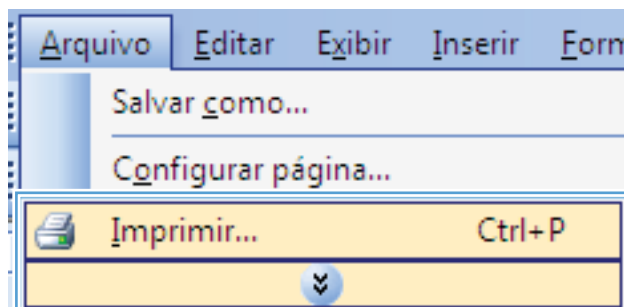 Arquivo Editar Exibir Inserir Form
Salvar como...
Configurar página...
Imprimir... Ctrl+P